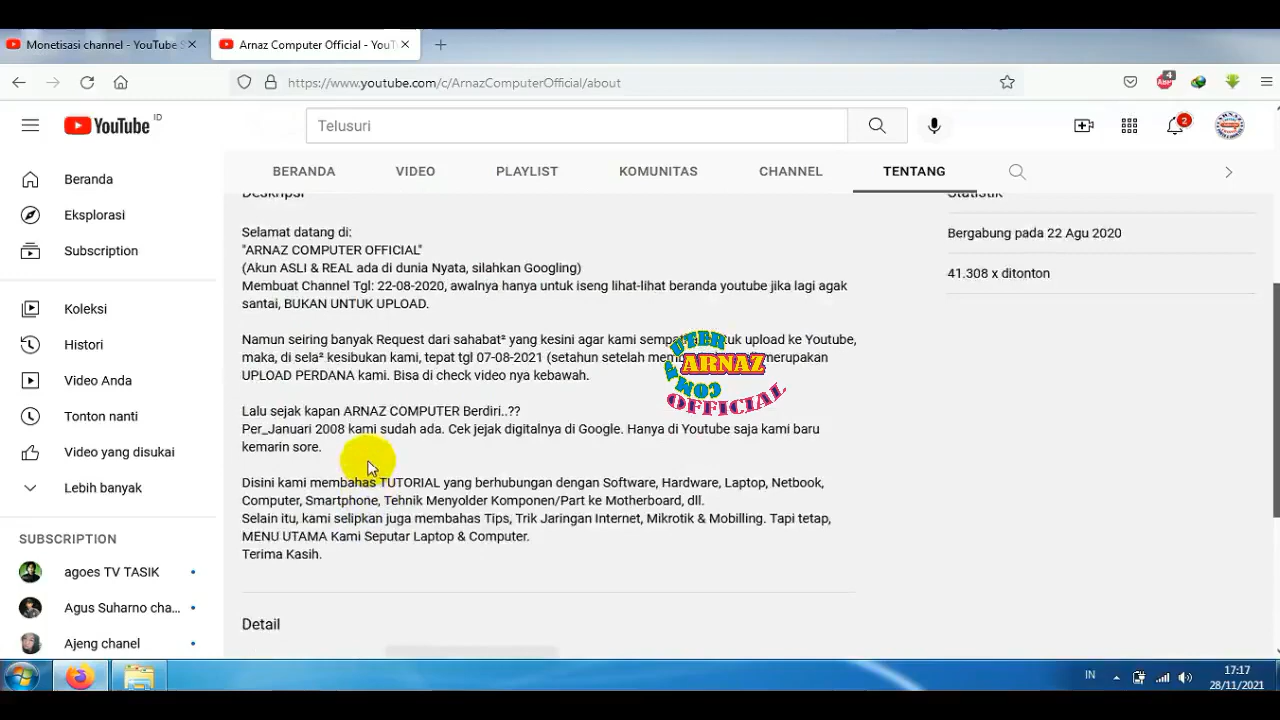 Monetisasi channel - YouTube S
Arnaz Computer Official - YouT
https://www.youtube.com/c/ArnazComputerOfficial/about
4
YouTube ID
Telusuri
2
BERANDA
VIDEO
PLAYLIST
KOMUNITAS
CHANNEL
TENTANG
Beranda
Eksplorasi
Subscription
Koleksi
Histori
Video Anda
Tonton nanti
Video yang disukai
Lebih banyak
SUBSCRIPTION
agoes TV TASIK
Agus Suharno cha...
Ajeng channel
Deskripsi
Selamat datang di:
"ARNAZ COMPUTER OFFICIAL"
(Akun ASLI & REAL ada di dunia Nyata, silahkan Googling)
Membuat Channel Tgl: 22-08-2020, awalnya hanya untuk iseng lihat-lihat beranda youtube jika lagi agak
santai, BUKAN UNTUK UPLOAD.
Namun seiring banyak Request dari sahabat² yang kesini agar kami semp uk upload ke Youtube,
maka, di sela² kesibukan kami, tepat tgl 07-08-2021 (setahun setelah memb merupakan
UPLOAD PERDANA kami. Bisa di check video nya kebawah.
Lalu sejak kapan ARNAZ COMPUTER Berdiri..??
Per_Januari 2008 kami sudah ada. Cek jejak digitalnya di Google. Hanya di Youtube saja kami baru
kemarin sore.
Disini kami membahas TUTORIAL yang berhubungan dengan Software, Hardware, Laptop, Netbook,
Computer, Smartphone, Tehnik Menyolder Komponen/Part ke Motherboard, dll.
Selain itu, kami selipkan juga membahas Tips, Trik Jaringan Internet, Mikrotik & Mobilling. Tapi tetap,
MENU UTAMA Kami Seputar Laptop & Computer.
Terima Kasih.
Detail
Statistik
Bergabung pada 22 Agu 2020
41.308 x ditonton
COMPUTER
ARNAZ
OFFICIAL
IN
17:17
28/11/2021